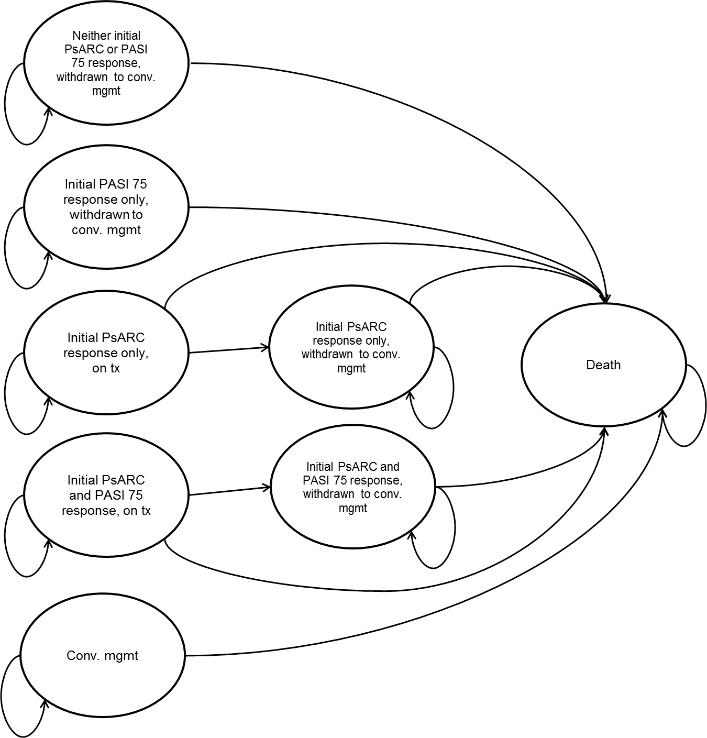 Neither initial
PsARC or PASI
75 response,
withdrawn to conv.
mgmt
Initial PASI 75
response only,
withdrawn to
conv. mgmt
Initial PsARC
response only,
on tx
Initial PsARC
response only,
withdrawn to conv.
mgmt
Death
Initial PsARC
and PASI 75
response, on tx
Initial PsARC and
PASI 75 response,
withdrawn to conv.
mgmt
Conv. mgmt